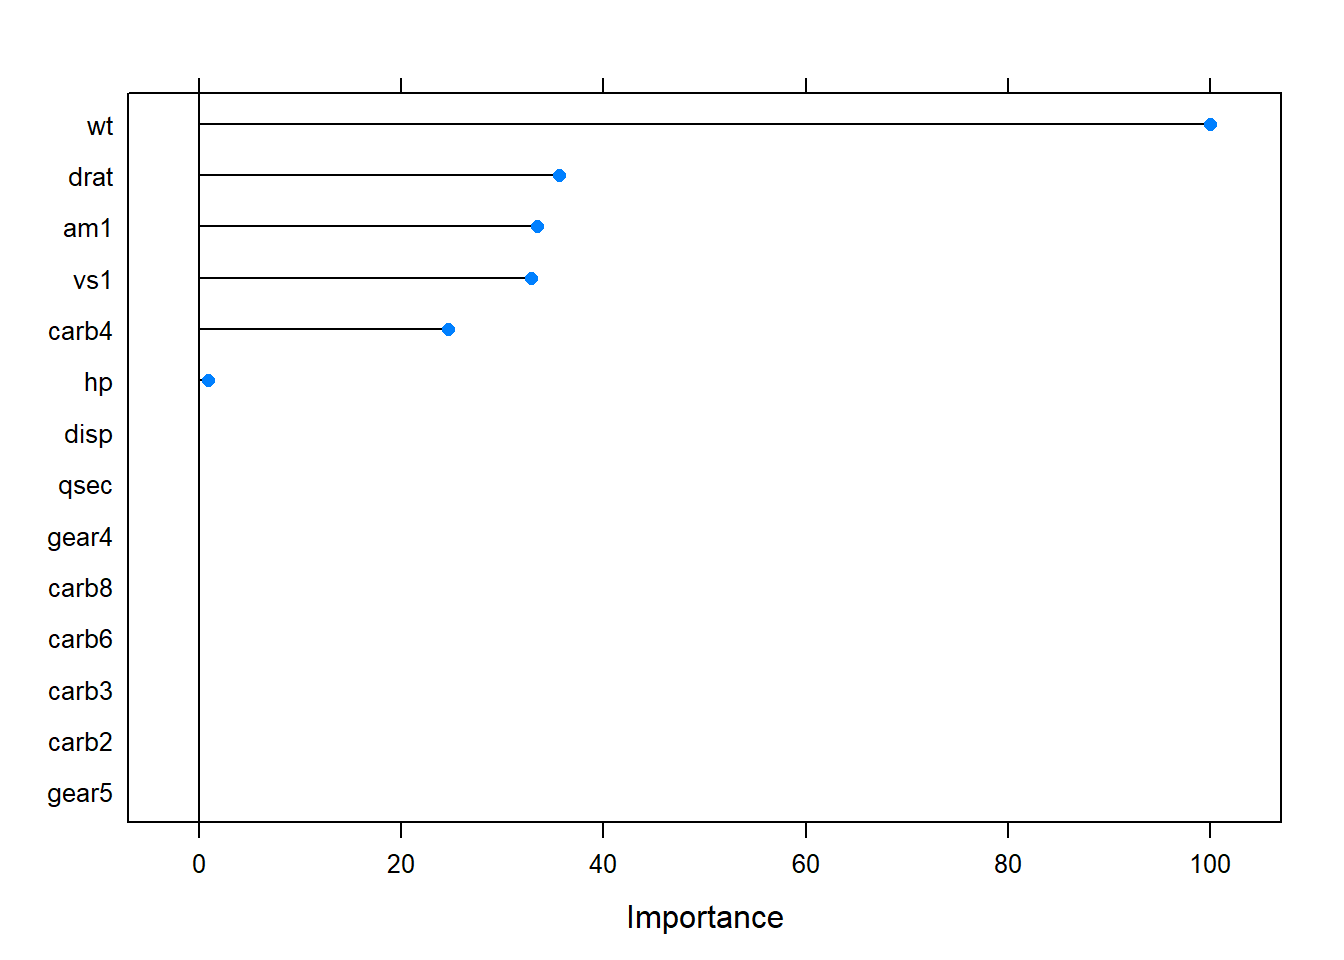 wt
drat
am1
vs1
carb4
hp
disp
qsec
gear4
carb8
carb6
carb3
carb2
gear5
0 20 40 60 80 100
Importance